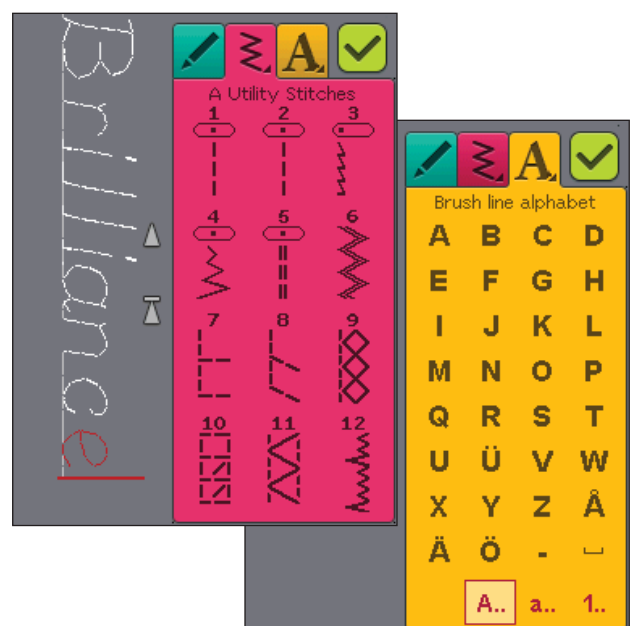 Brilliance
A
A Utility Stitches
1 2 3
4 5 6
7 8 9
10 11 12
A
Brush line alphabet
A B C D
E F G H
I J K L
M N O P
Q R S T
U Ü V W
X Y Z Å
Ä Ö -
A.. a.. 1..